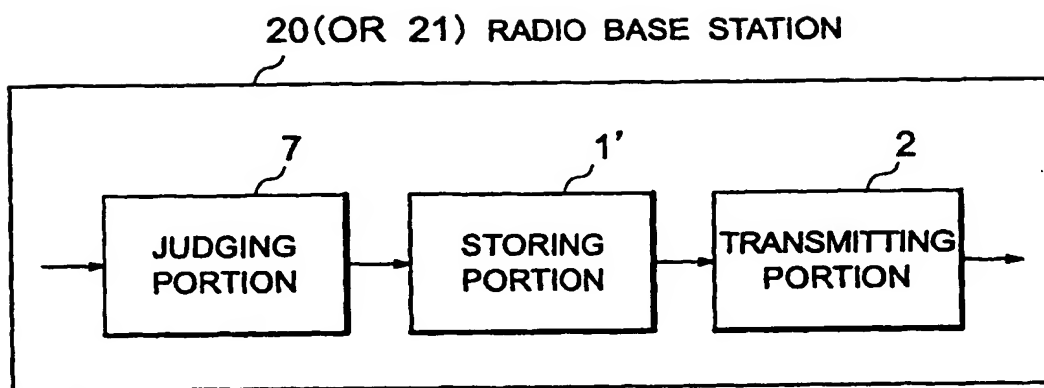 20(OR 21) RADIO BASE STATION
7
1'
2
JUDGING
PORTION
STORING
PORTION
TRANSMITTING
PORTION